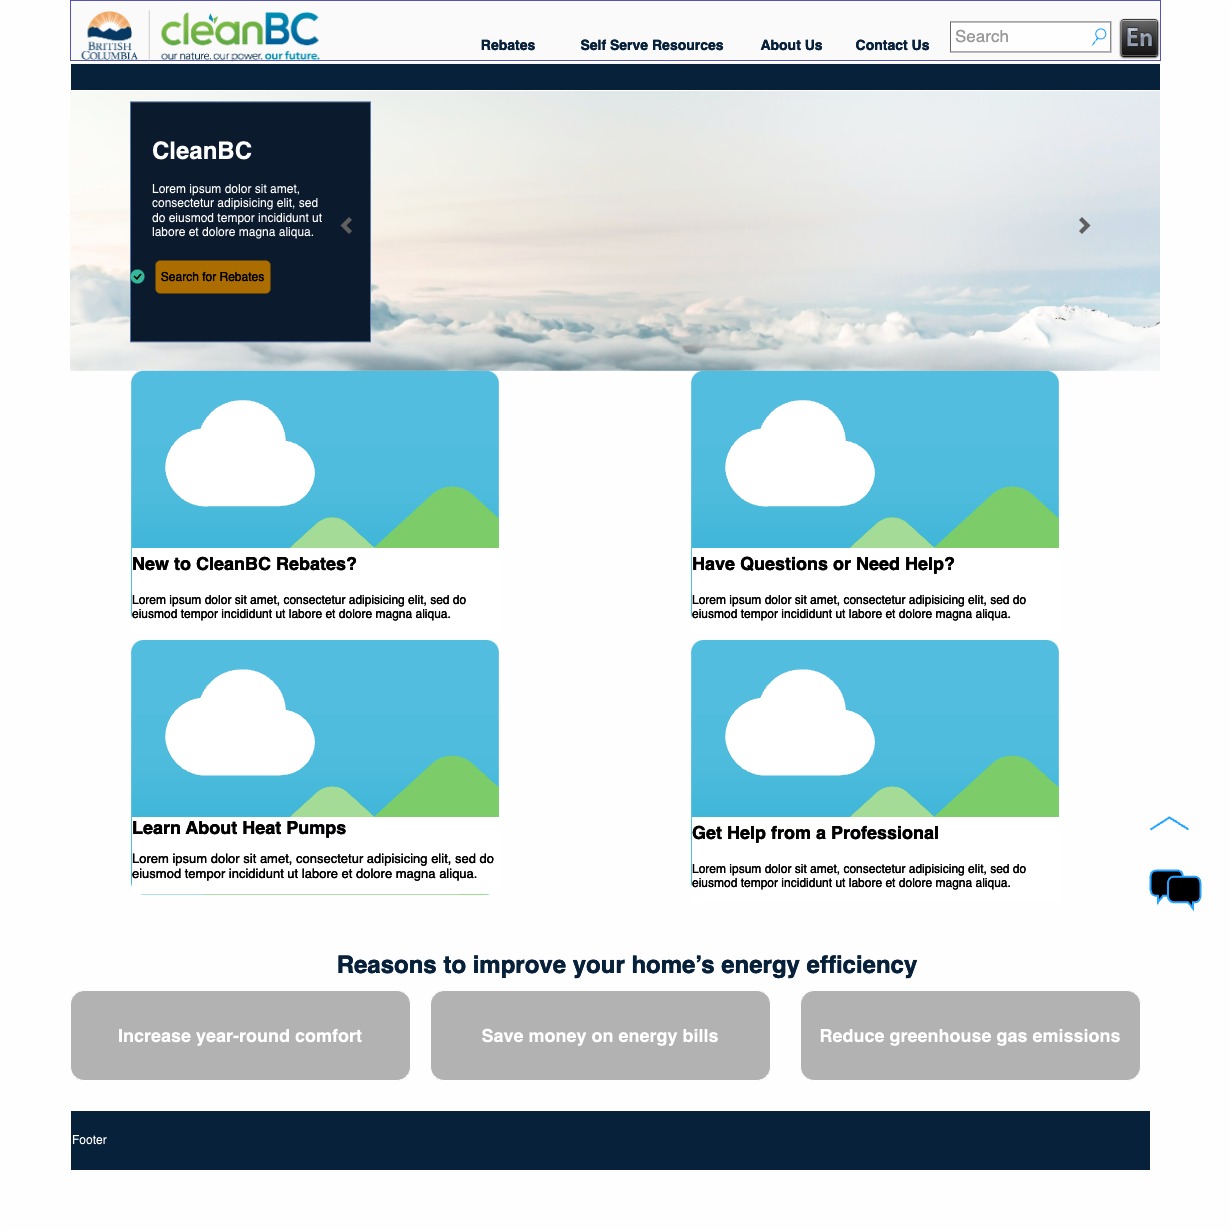 BRITISH
COLUMBIA
cleanBC
our nature. our power. our future.
Rebates
Self Serve Resources
About Us
Contact Us
Search
En
CleanBC
Lorem ipsum dolor sit amet,
consectetur adipisicing elit, sed
do eiusmod tempor incididunt ut
labore et dolore magna aliqua.
Search for Rebates
New to CleanBC Rebates?
Lorem ipsum dolor sit amet, consectetur adipisicing elit, sed do
eiusmod tempor incididunt ut labore et dolore magna aliqua.
Have Questions or Need Help?
Lorem ipsum dolor sit amet, consectetur adipisicing elit, sed do
eiusmod tempor incididunt ut labore et dolore magna aliqua.
Learn About Heat Pumps
Lorem ipsum dolor sit amet, consectetur adipisicing elit, sed do
eiusmod tempor incididunt ut labore et dolore magna aliqua.
Get Help from a Professional
Lorem ipsum dolor sit amet, consectetur adipisicing elit, sed do
eiusmod tempor incididunt ut labore et dolore magna aliqua.
Reasons to improve your home’s energy efficiency
Increase year-round comfort
Save money on energy bills
Reduce greenhouse gas emissions
Footer